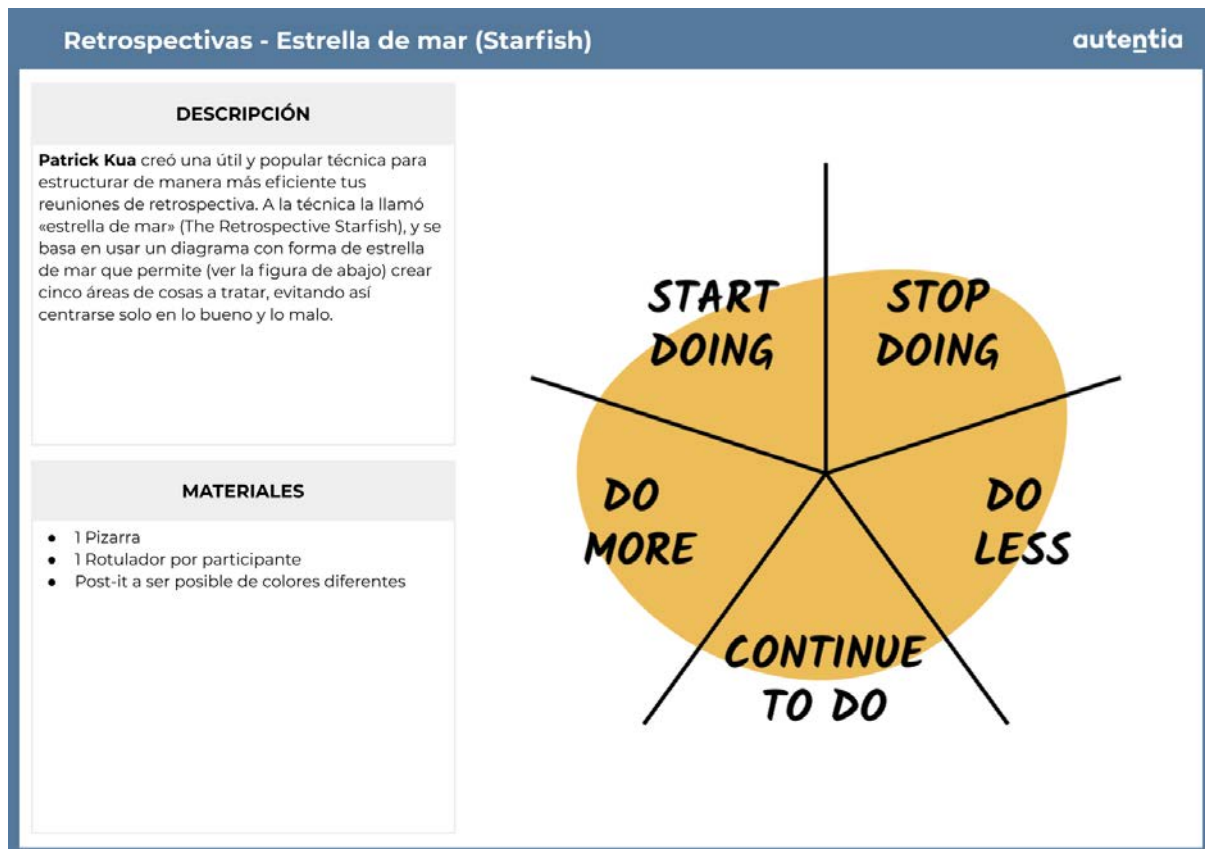 Retrospectivas - Estrella de mar (Starfish)
autentia
DESCRIPCIÓN
Patrick Kua creó una útil y popular técnica para
estructurar de manera más eficiente tus
reuniones de retrospectiva. A la técnica la llamó
«estrella de mar» (The Retrospective Starfish), y se
basa en usar un diagrama con forma de estrella
de mar que permite (ver la figura de abajo) crear
cinco áreas de cosas a tratar, evitando así
centrarse solo en lo bueno y lo malo.
MATERIALES
● 1 Pizarra
● 1 Rotulador por participante
● Post-it a ser posible de colores diferentes
START
DOING
STOP
DOING
DO
MORE
DO
LESS
CONTINUE
TO DO